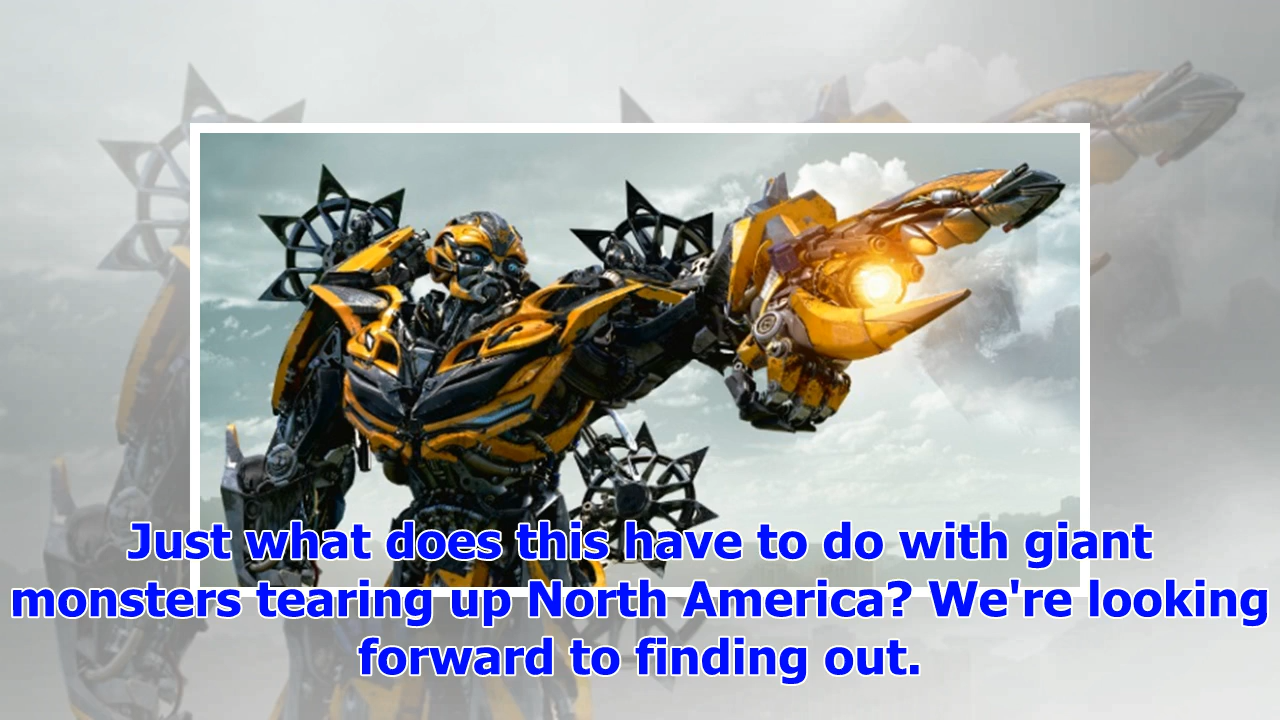 Just what does this have to do with giant
monsters tearing up North America? We're looking
forward to finding out.